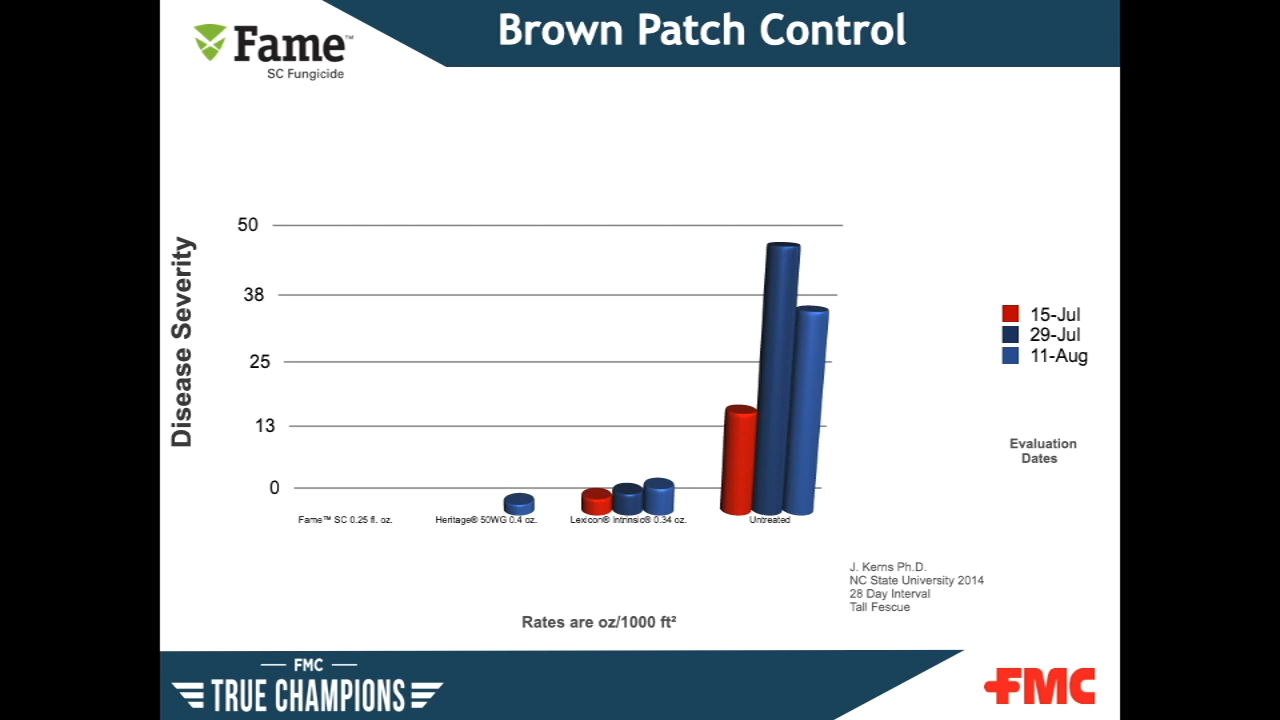 Fame™
SC Fungicide
Brown Patch Control
Disease Severity
50
38
25
13
0
Fame™ SC 0.25 fl. oz.
Heritage® 50WG 0.4 oz.
Lexicon® Intrinsic® 0.34 oz.
Untreated
15-Jul
29-Jul
11-Aug
Evaluation
Dates
J. Kerns Ph.D.
NC State University 2014
28 Day Interval
Tall Fescue
Rates are oz/1000 ft²
FMC
TRUE CHAMPIONS
FMC